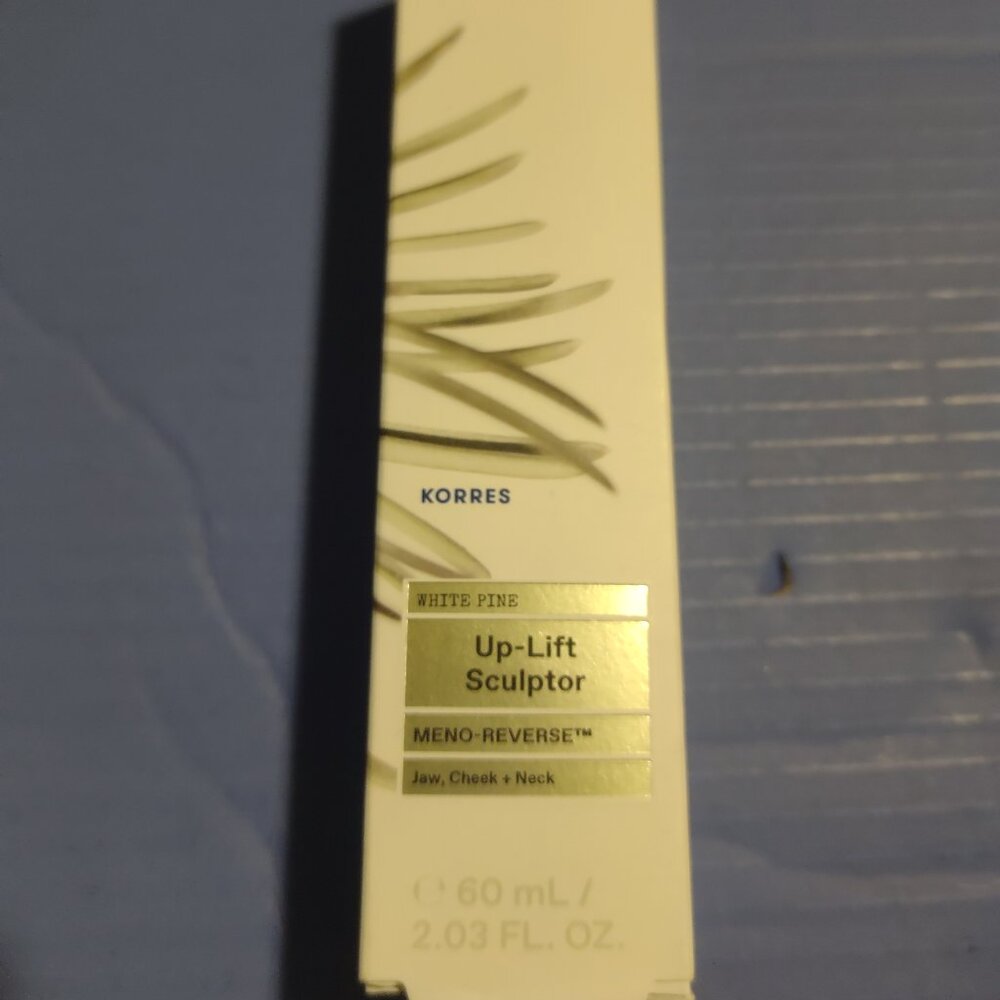 KORRES
WHITE PINE
Up-Lift
Sculptor
MENO-REVERSE™
Jaw, Cheek + Neck
℮ 60 mL /
2.03 FL. OZ.